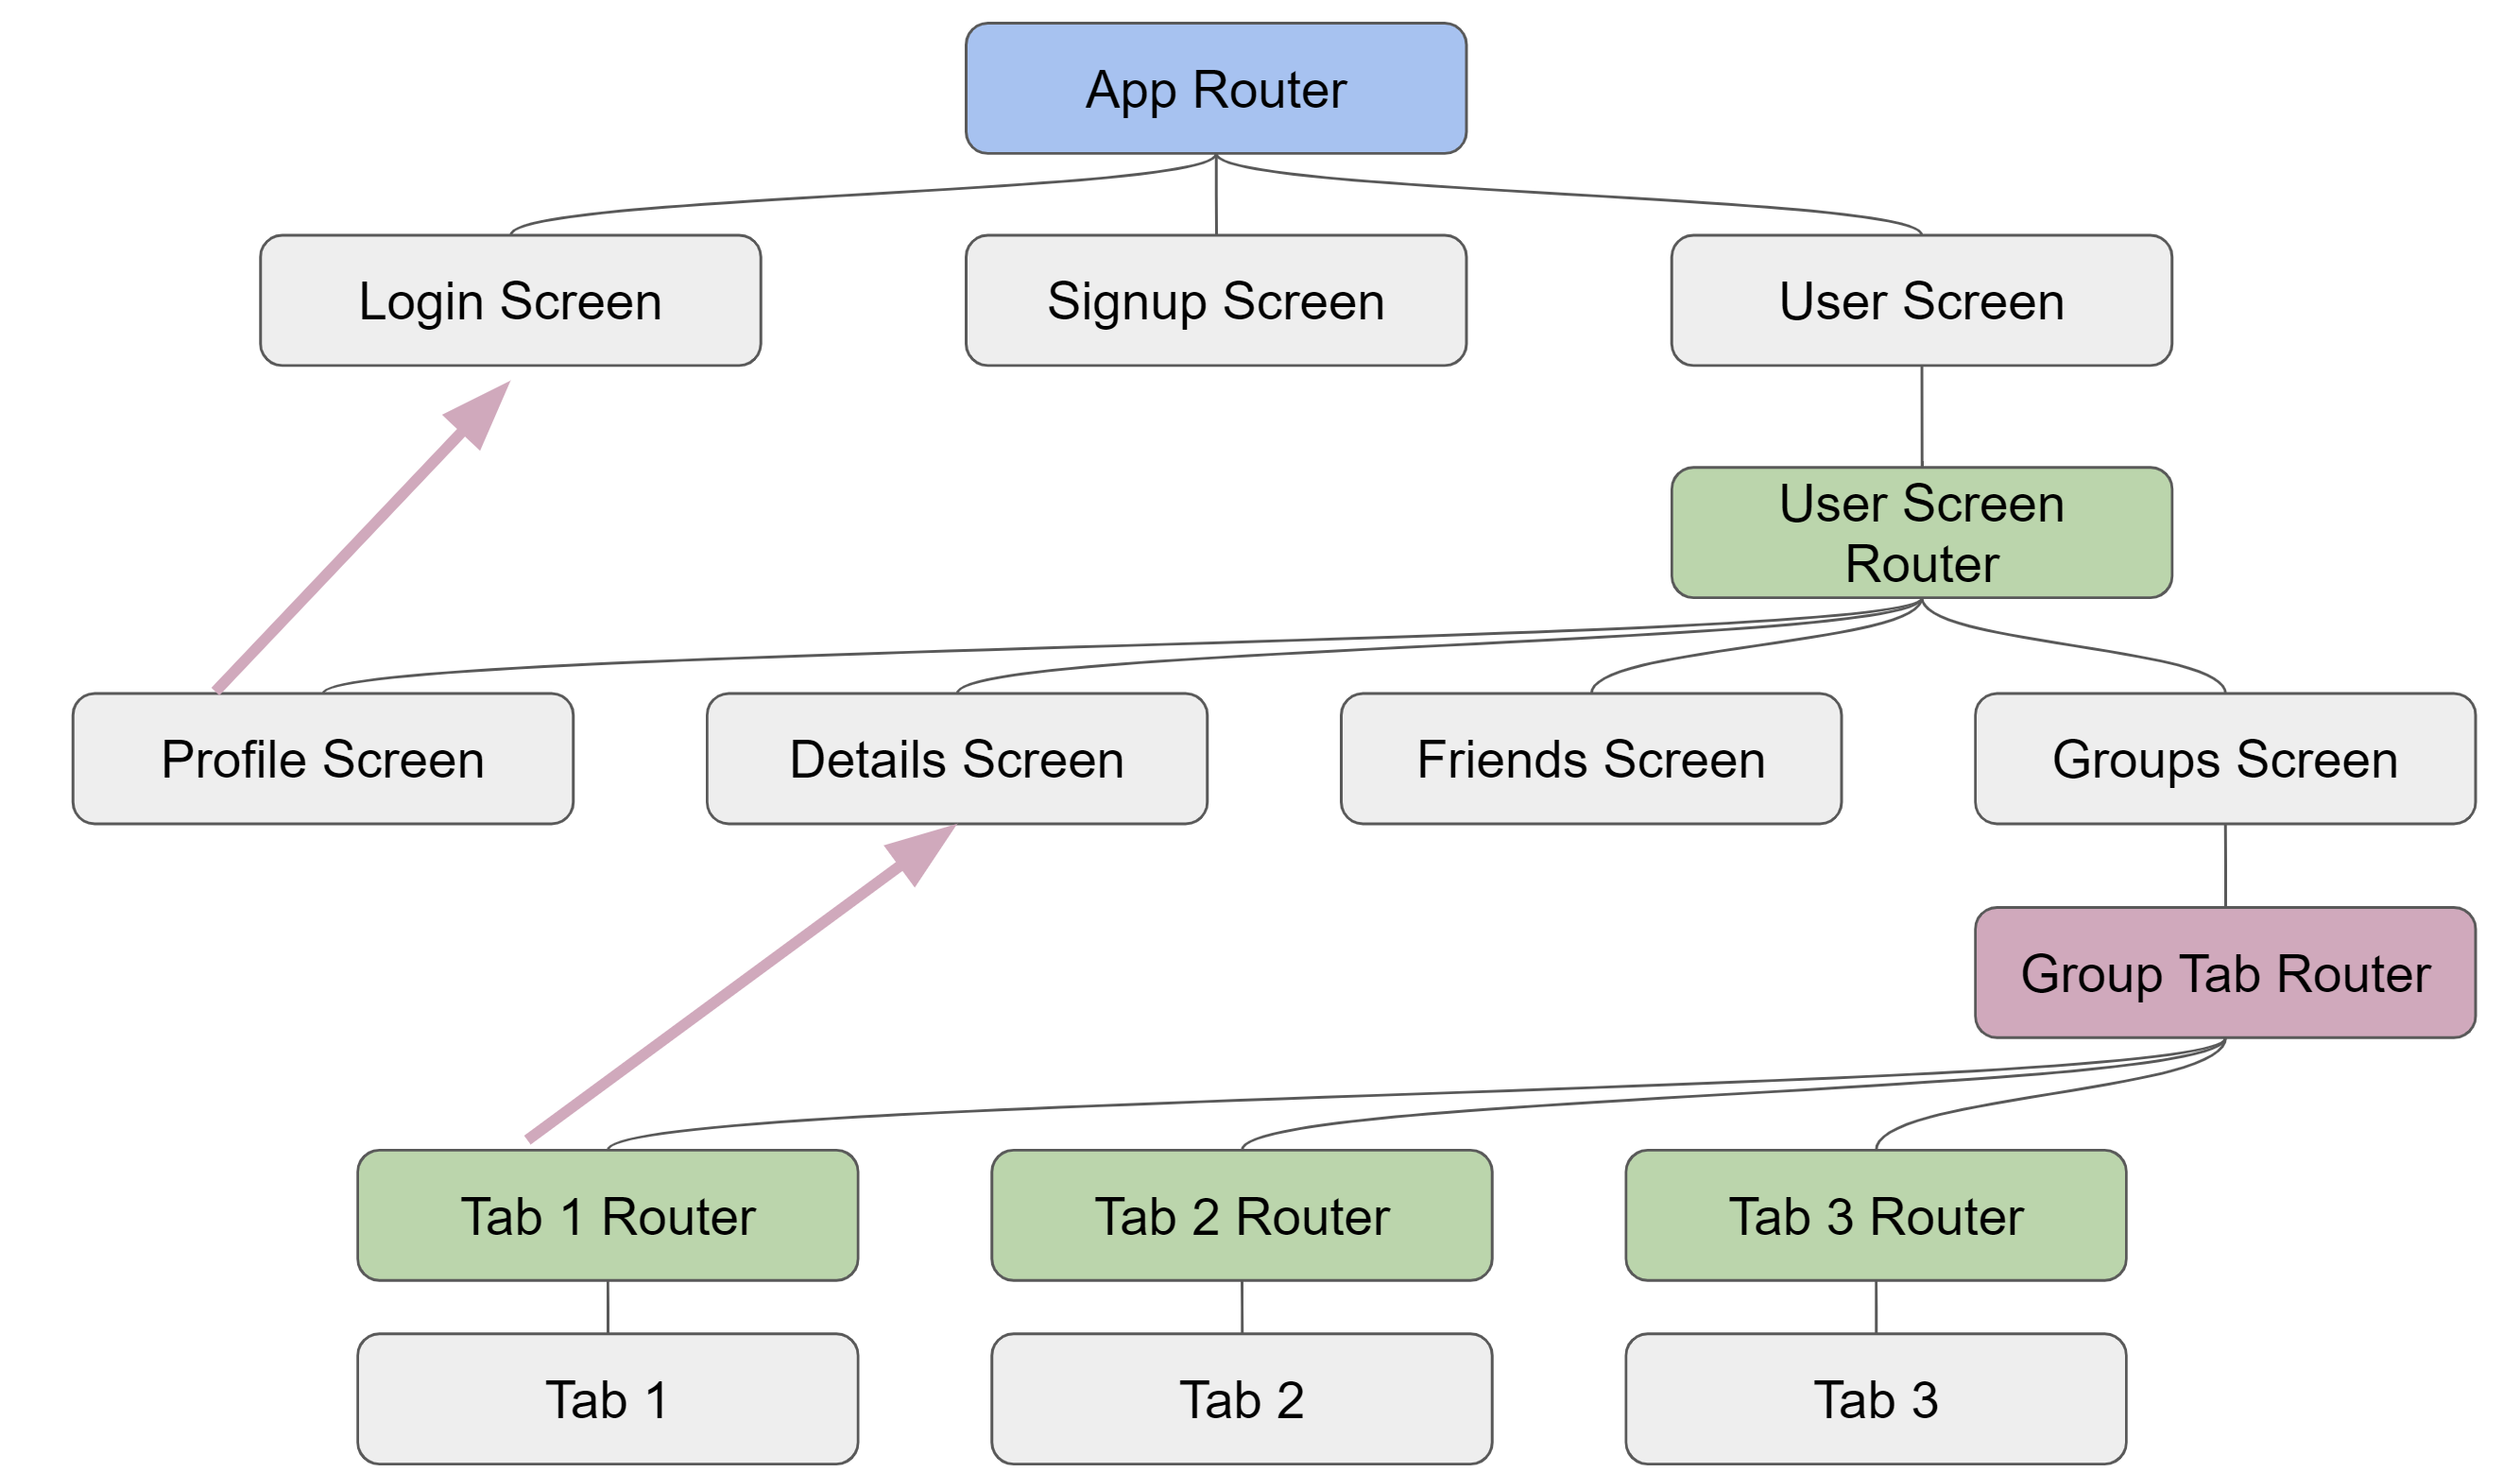 App Router
Login Screen
Signup Screen
User Screen
User Screen
Router
Profile Screen
Details Screen
Friends Screen
Groups Screen
Group Tab Router
Tab 1 Router
Tab 2 Router
Tab 3 Router
Tab 1
Tab 2
Tab 3